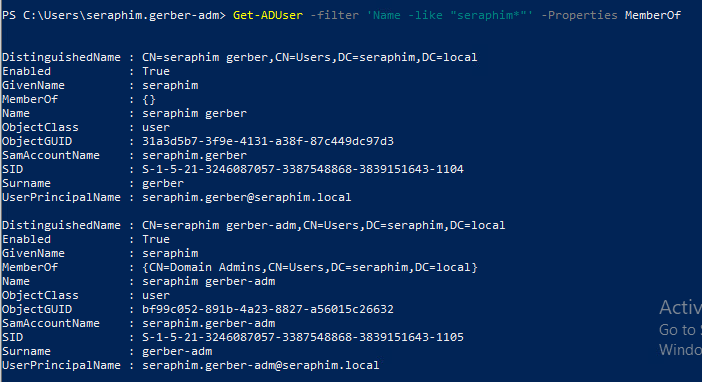 PS C:\Users\seraphim.gerber-adm> Get-ADUser -filter 'Name -like "seraphim*"' -Properties MemberOf
DistinguishedName : CN=seraphim gerber,CN=Users,DC=seraphim,DC=local
Enabled : True
GivenName : seraphim
MemberOf : {}
Name : seraphim gerber
ObjectClass : user
ObjectGUID : 31a3d5b7-3f9e-4131-a38f-87c449dc97d3
SamAccountName : seraphim.gerber
SID : S-1-5-21-3246087057-3387548868-3839151643-1104
Surname : gerber
UserPrincipalName : seraphim.gerber@seraphim.local
DistinguishedName : CN=seraphim gerber-adm,CN=Users,DC=seraphim,DC=local
Enabled : True
GivenName : seraphim
MemberOf : {CN=Domain Admins,CN=Users,DC=seraphim,DC=local}
Name : seraphim gerber-adm
ObjectClass : user
ObjectGUID : bf99c052-891b-4a23-8827-a56015c26632
SamAccountName : seraphim.gerber-adm
SID : S-1-5-21-3246087057-3387548868-3839151643-1105
Surname : gerber-adm
UserPrincipalName : seraphim.gerber-adm@seraphim.local
Activ
Go to S
Windo